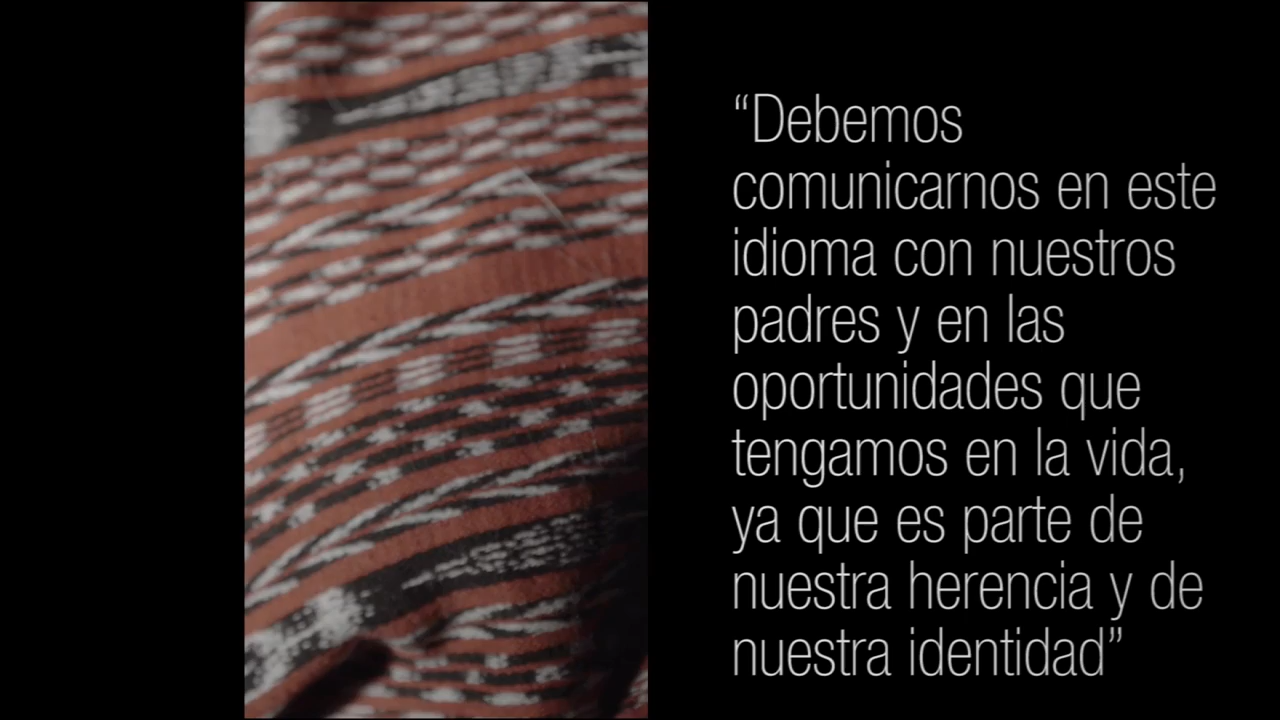 “Debemos
comunicarnos en este
idioma con nuestros
padres y en las
oportunidades que
tengamos en la vida,
ya que es parte de
nuestra herencia y de
nuestra identidad”